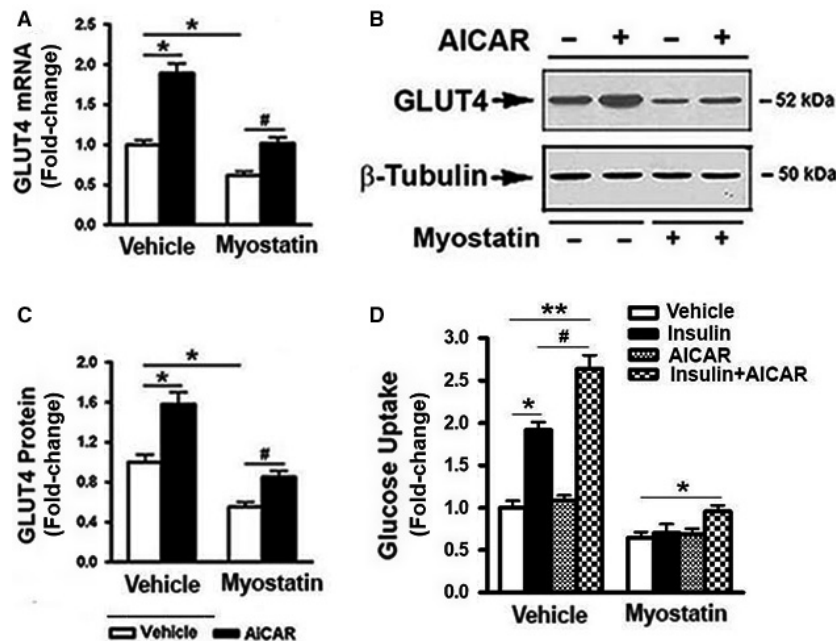 A
GLUT4 mRNA
(Fold-change)
2.5
2.0
1.5
1.0
0.5
0.0
*
*
#
Vehicle
Myostatin
B
AICAR – + – +
GLUT4
– 52 kDa
β-Tubulin
– 50 kDa
Myostatin – – + +
C
GLUT4 Protein
(Fold-change)
2.0
1.6
1.2
0.8
0.4
0.0
*
*
#
Vehicle
Myostatin
Vehicle
AICAR
D
Vehicle
Insulin
AICAR
Insulin+AICAR
Glucose Uptake
(Fold-change)
3.0
2.5
2.0
1.5
1.0
0.5
0.0
**
#
*
*
Vehicle
Myostatin